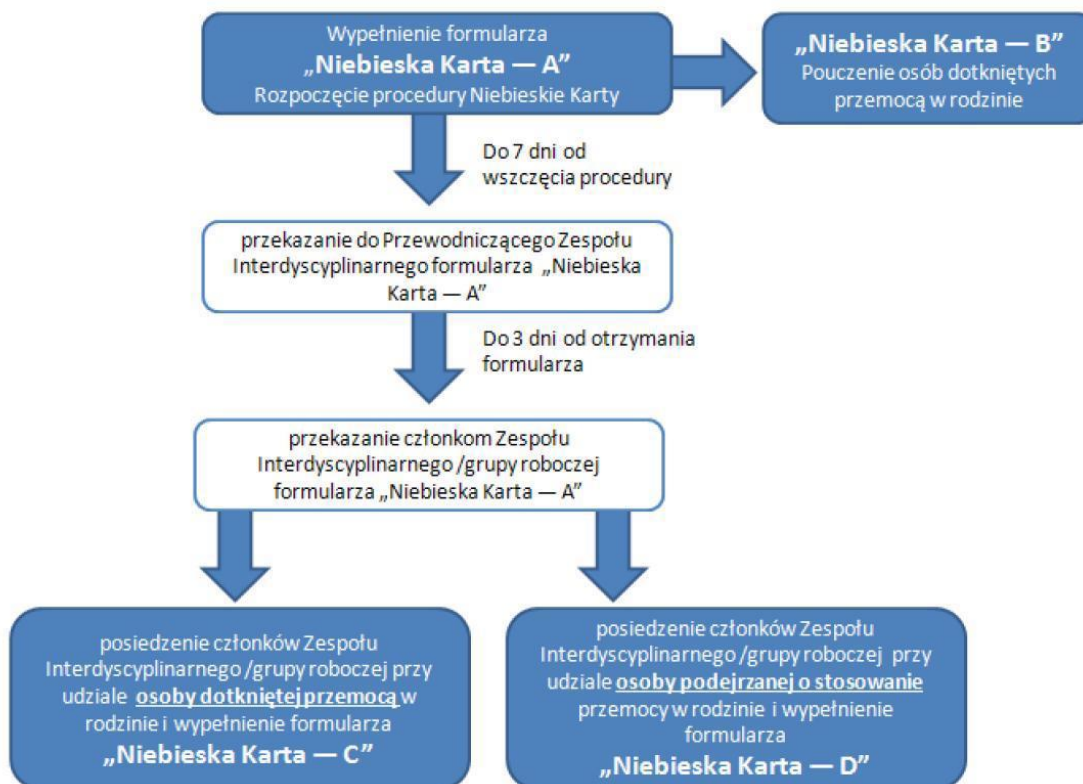 Wypełnienie formularza
„Niebieska Karta — A”
Rozpoczęcie procedury Niebieskie Karty
„Niebieska Karta — B”
Pouczenie osób dotkniętych
przemocą w rodzinie
Do 7 dni od
wszczęcia procedury
przekazanie do Przewodniczącego Zespołu
Interdyscyplinarnego formularza „Niebieska
Karta — A”
Do 3 dni od otrzymania
formularza
przekazanie członkom Zespołu
Interdyscyplinarnego /grupy roboczej
formularza „Niebieska Karta — A”
posiedzenie członków Zespołu
Interdyscyplinarnego /grupy roboczej przy
udziale osoby dotkniętej przemocą w
rodzinie i wypełnienie formularza
„Niebieska Karta — C”
posiedzenie członków Zespołu
Interdyscyplinarnego /grupy roboczej przy
udziale osoby podejrzanej o stosowanie
przemocy w rodzinie i wypełnienie
formularza
„Niebieska Karta — D”